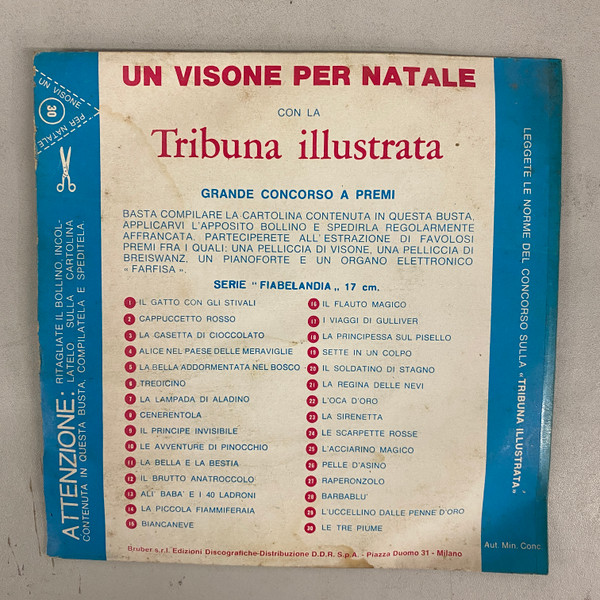 UN VISONE PER NATALE
CON LA
Tribuna illustrata
GRANDE CONCORSO A PREMI
BASTA COMPILARE LA CARTOLINA CONTENUTA IN QUESTA BUSTA,
APPLICARVI L'APPOSITO BOLLINO E SPEDIRLA REGOLARMENTE
AFFRANCATA. PARTECIPERETE ALL'ESTRAZIONE DI FAVOLOSI
PREMI FRA I QUALI: UNA PELLICCIA DI VISONE, UNA PELLICCIA DI
BREISWANZ, UN PIANOFORTE E UN ORGANO ELETTRONICO
« FARFISA ».
SERIE " FIABELANDIA „ 17 cm.
1 IL GATTO CON GLI STIVALI
2 CAPPUCCETTO ROSSO
3 LA CASETTA DI CIOCCOLATO
4 ALICE NEL PAESE DELLE MERAVIGLIE
5 LA BELLA ADDORMENTATA NEL BOSCO
6 TREDICINO
7 LA LAMPADA DI ALADINO
8 CENERENTOLA
9 IL PRINCIPE INVISIBILE
10 LE AVVENTURE DI PINOCCHIO
11 LA BELLA E LA BESTIA
12 IL BRUTTO ANATROCCOLO
13 ALI' BABA' E I 40 LADRONI
14 LA PICCOLA FIAMMIFERAIA
15 BIANCANEVE
16 IL FLAUTO MAGICO
17 I VIAGGI DI GULLIVER
18 LA PRINCIPESSA SUL PISELLO
19 SETTE IN UN COLPO
20 IL SOLDATINO DI STAGNO
21 LA REGINA DELLE NEVI
22 L'OCA D'ORO
23 LA SIRENETTA
24 LE SCARPETTE ROSSE
25 L'ACCIARINO MAGICO
26 PELLE D'ASINO
27 RAPERONZOLO
28 BARBABLU'
29 L'UCCELLINO DALLE PENNE D'ORO
30 LE TRE PIUME
Bruber s.r.l. Edizioni Discografiche-Distribuzione D.D.R. S.p.A. - Piazza Duomo 31 - Milano
UN VISONE
30
PER NATALE
ATTENZIONE: RITAGLIATE IL BOLLINO, INCOL-
LATELO SULLA CARTOLINA
CONTENUTA IN QUESTA BUSTA, COMPILATELA E SPEDITELA
LEGGETE LE NORME DEL CONCORSO SULLA «TRIBUNA ILLUSTRATA»
Aut. Min. Conc.